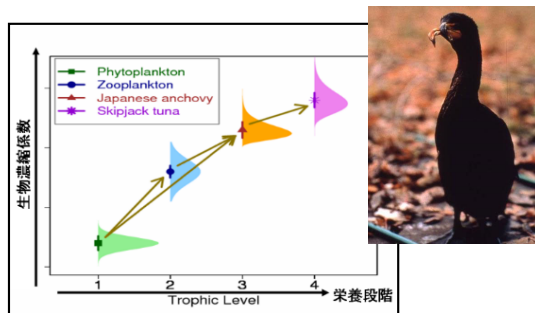 Phytoplankton
Zooplankton
Japanese anchovy
Skipjack tuna
生物濃縮係数
1 2 3 4
Trophic Level
栄養段階